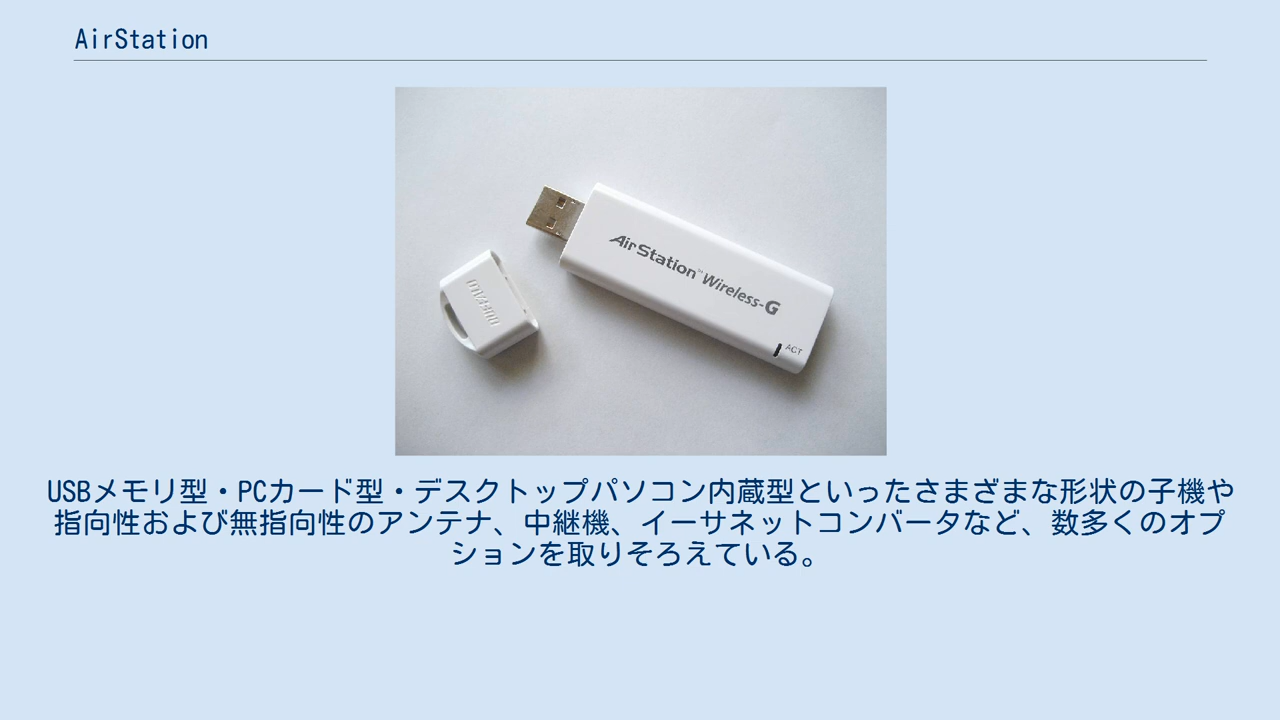 AirStation
AirStation™ Wireless-G
ACT
BUFFALO
USBメモリ型・PCカード型・デスクトップパソコン内蔵型といったさまざまな形状の子機や
指向性および無指向性のアンテナ、中継機、イーサネットコンバータなど、数多くのオプ
ションを取りそろえている。